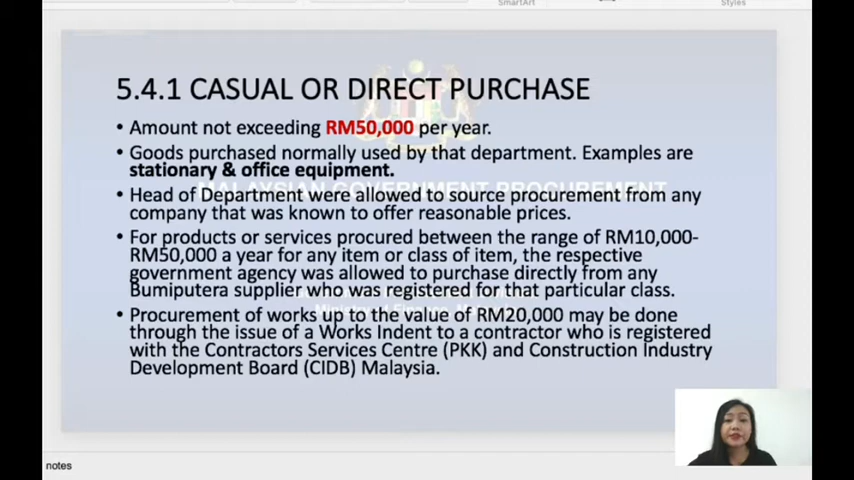 SmartArt
Styles
5.4.1 CASUAL OR DIRECT PURCHASE
• Amount not exceeding RM50,000 per year.
• Goods purchased normally used by that department. Examples are
stationary & office equipment.
MALAYSIAN GOVERNMENT PROCUREMENT
• Head of Department were allowed to source procurement from any
company that was known to offer reasonable prices.
• For products or services procured between the range of RM10,000-
RM50,000 a year for any item or class of item, the respective
government agency was allowed to purchase directly from any
Bumiputera supplier who was registered for that particular class.
• Procurement of works up to the value of RM20,000 may be done
through the issue of a Works Indent to a contractor who is registered
with the Contractors Services Centre (PKK) and Construction Industry
Development Board (CIDB) Malaysia.
notes